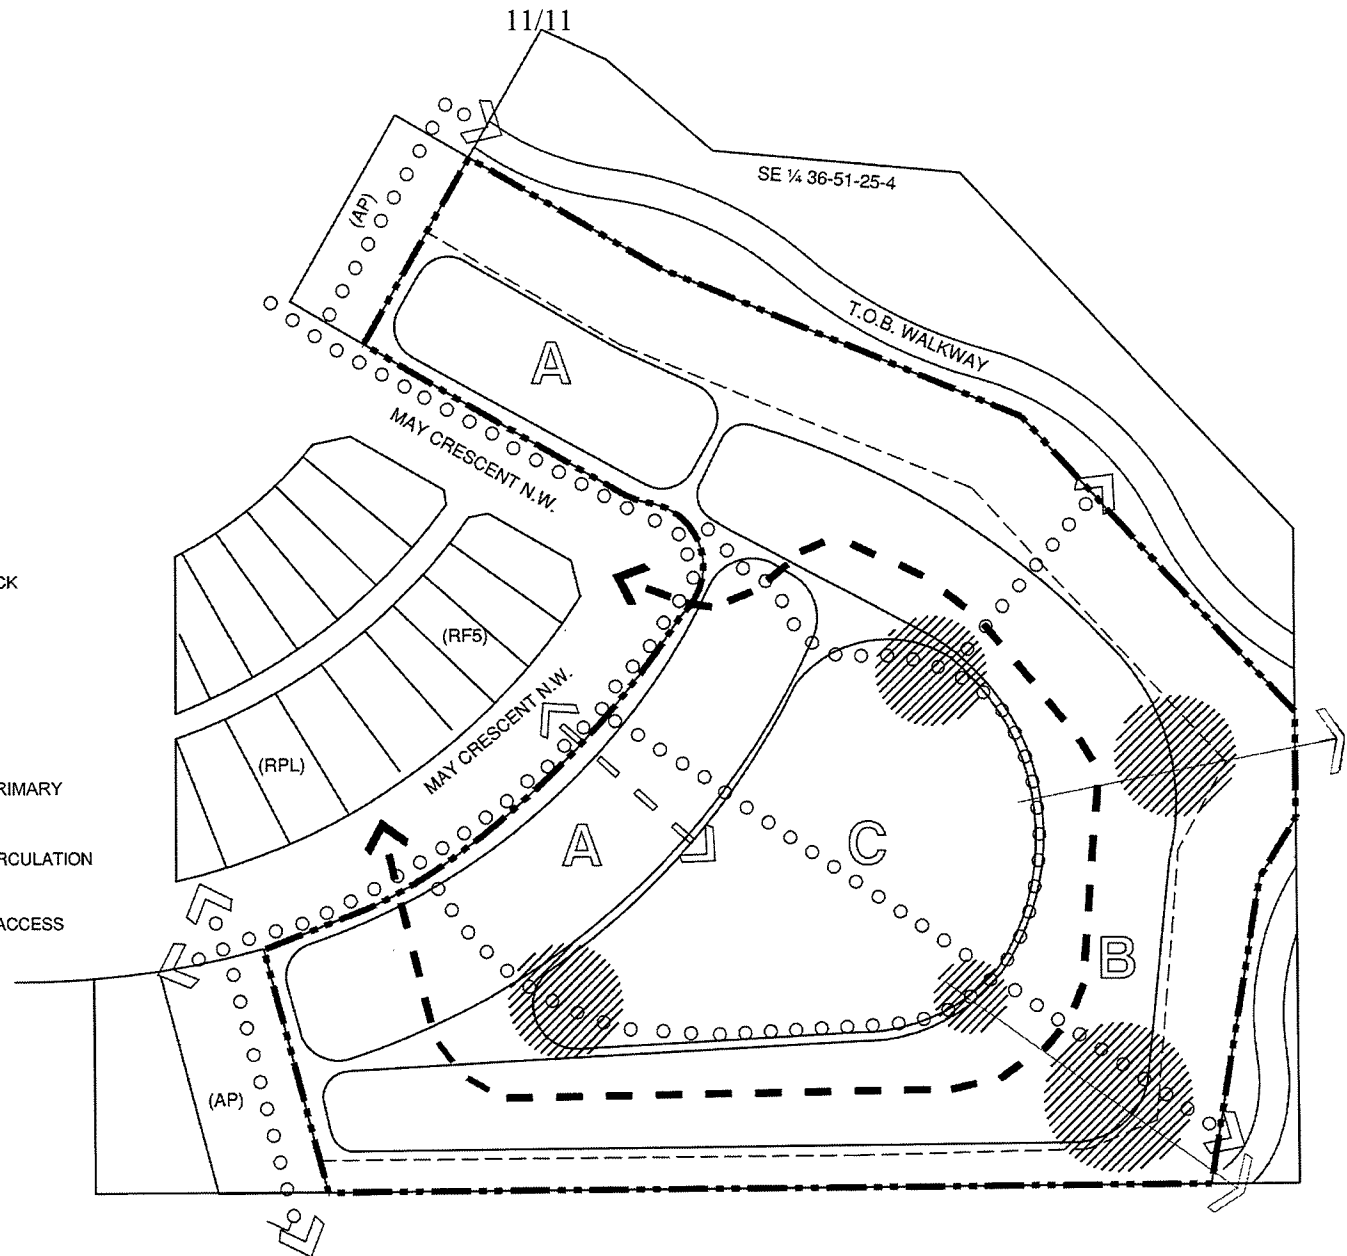 11/11
SE ¼ 36-51-25-4
(AP)
T.O.B. WALKWAY
A
MAY CRESCENT N.W.
CK
(RF5)
MAY CRESCENT N.W.
(RPL)
RIMARY
A
C
RCULATION
ACCESS
B
(AP)